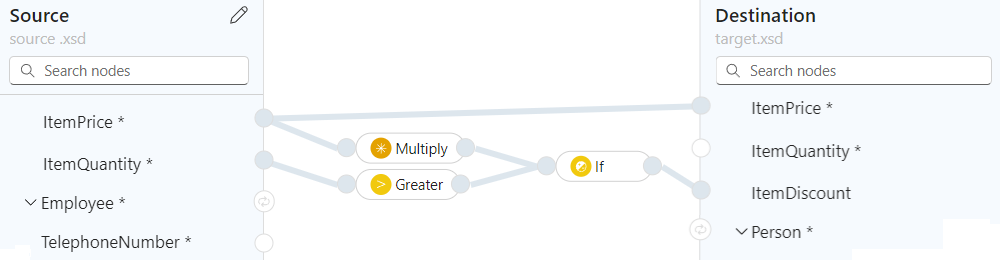 Source
source .xsd
Search nodes
ItemPrice *
ItemQuantity *
Employee *
TelephoneNumber *
Multiply
> Greater
If
Destination
target.xsd
Search nodes
ItemPrice *
ItemQuantity *
ItemDiscount
Person *